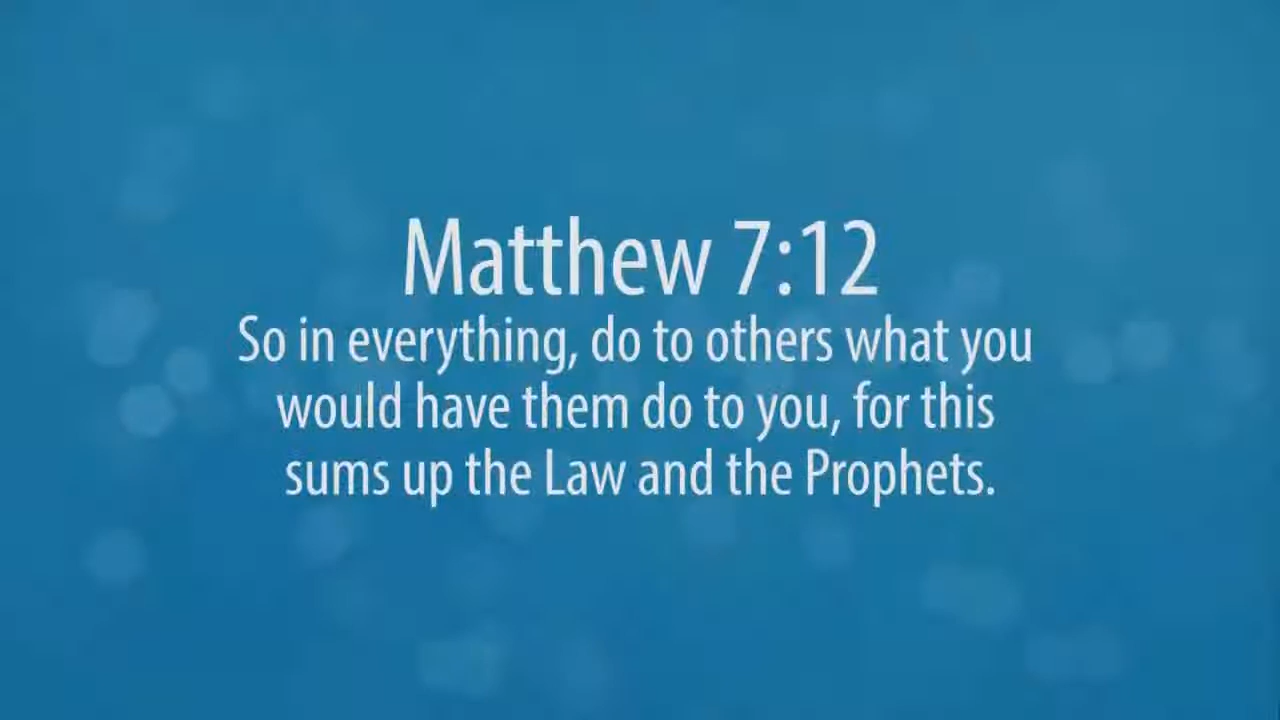 Matthew 7:12
So in everything, do to others what you
would have them do to you, for this
sums up the Law and the Prophets.